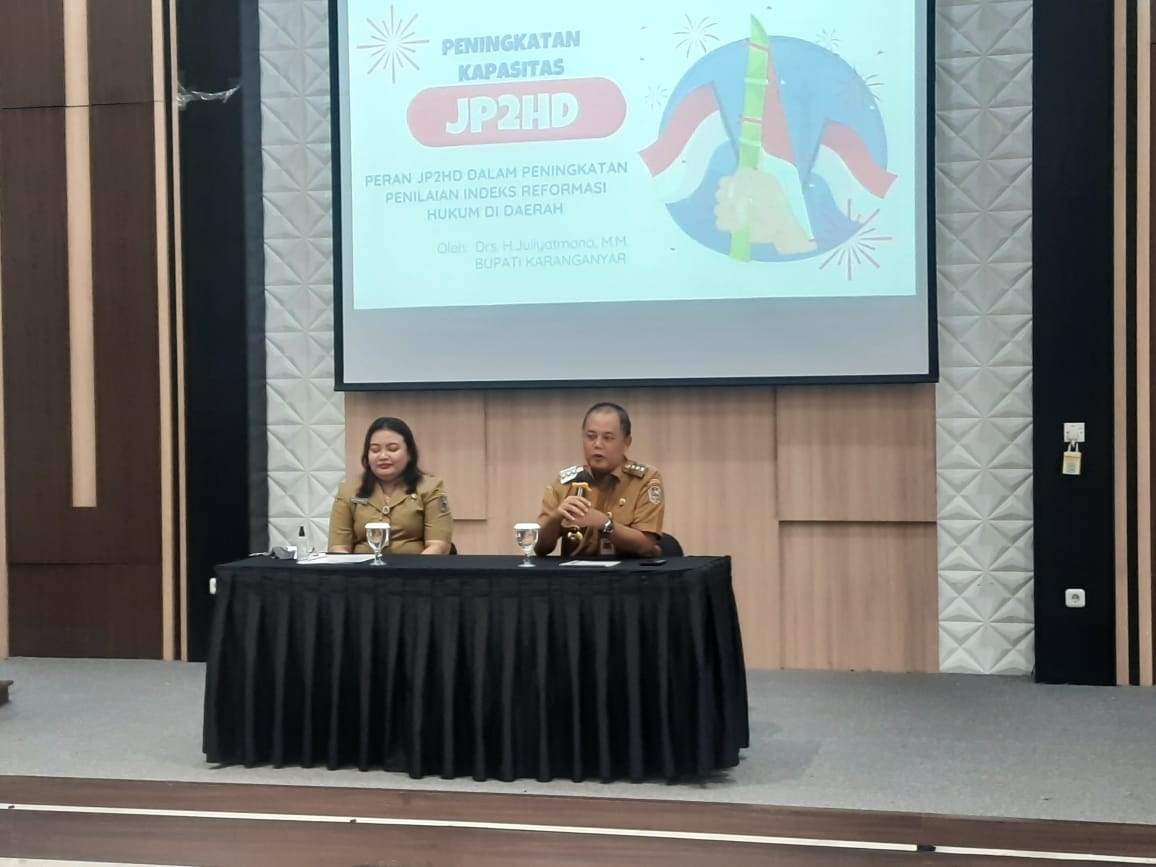 PENINGKATAN
KAPASITAS
JP2HD
PERAN JP2HD DALAM PENINGKATAN
PENILAIAN INDEKS REFORMASI
HUKUM DI DAERAH
Oleh: Drs. H.Juliyatmono, M.M.
BUPATI KARANGANYAR